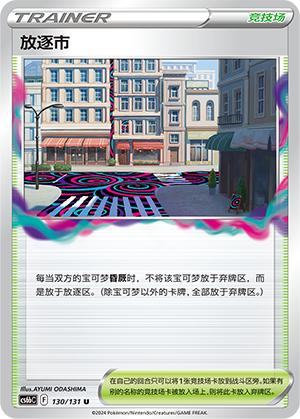 TRAINER
竞技场
放逐市
每当双方的宝可梦昏厥时，不将该宝可梦放于弃牌区，而
是放于放逐区。（除宝可梦以外的卡牌，全部放于弃牌区。）
Illus.AYUMI ODASHIMA
CS6bC F 130/131 U
在自己的回合只可以将1张竞技场卡放到战斗区旁。如果有
别的名称的竞技场卡被放入场上，则将此卡放入弃牌区。
©2024 Pokémon/Nintendo/Creatures/GAME FREAK.